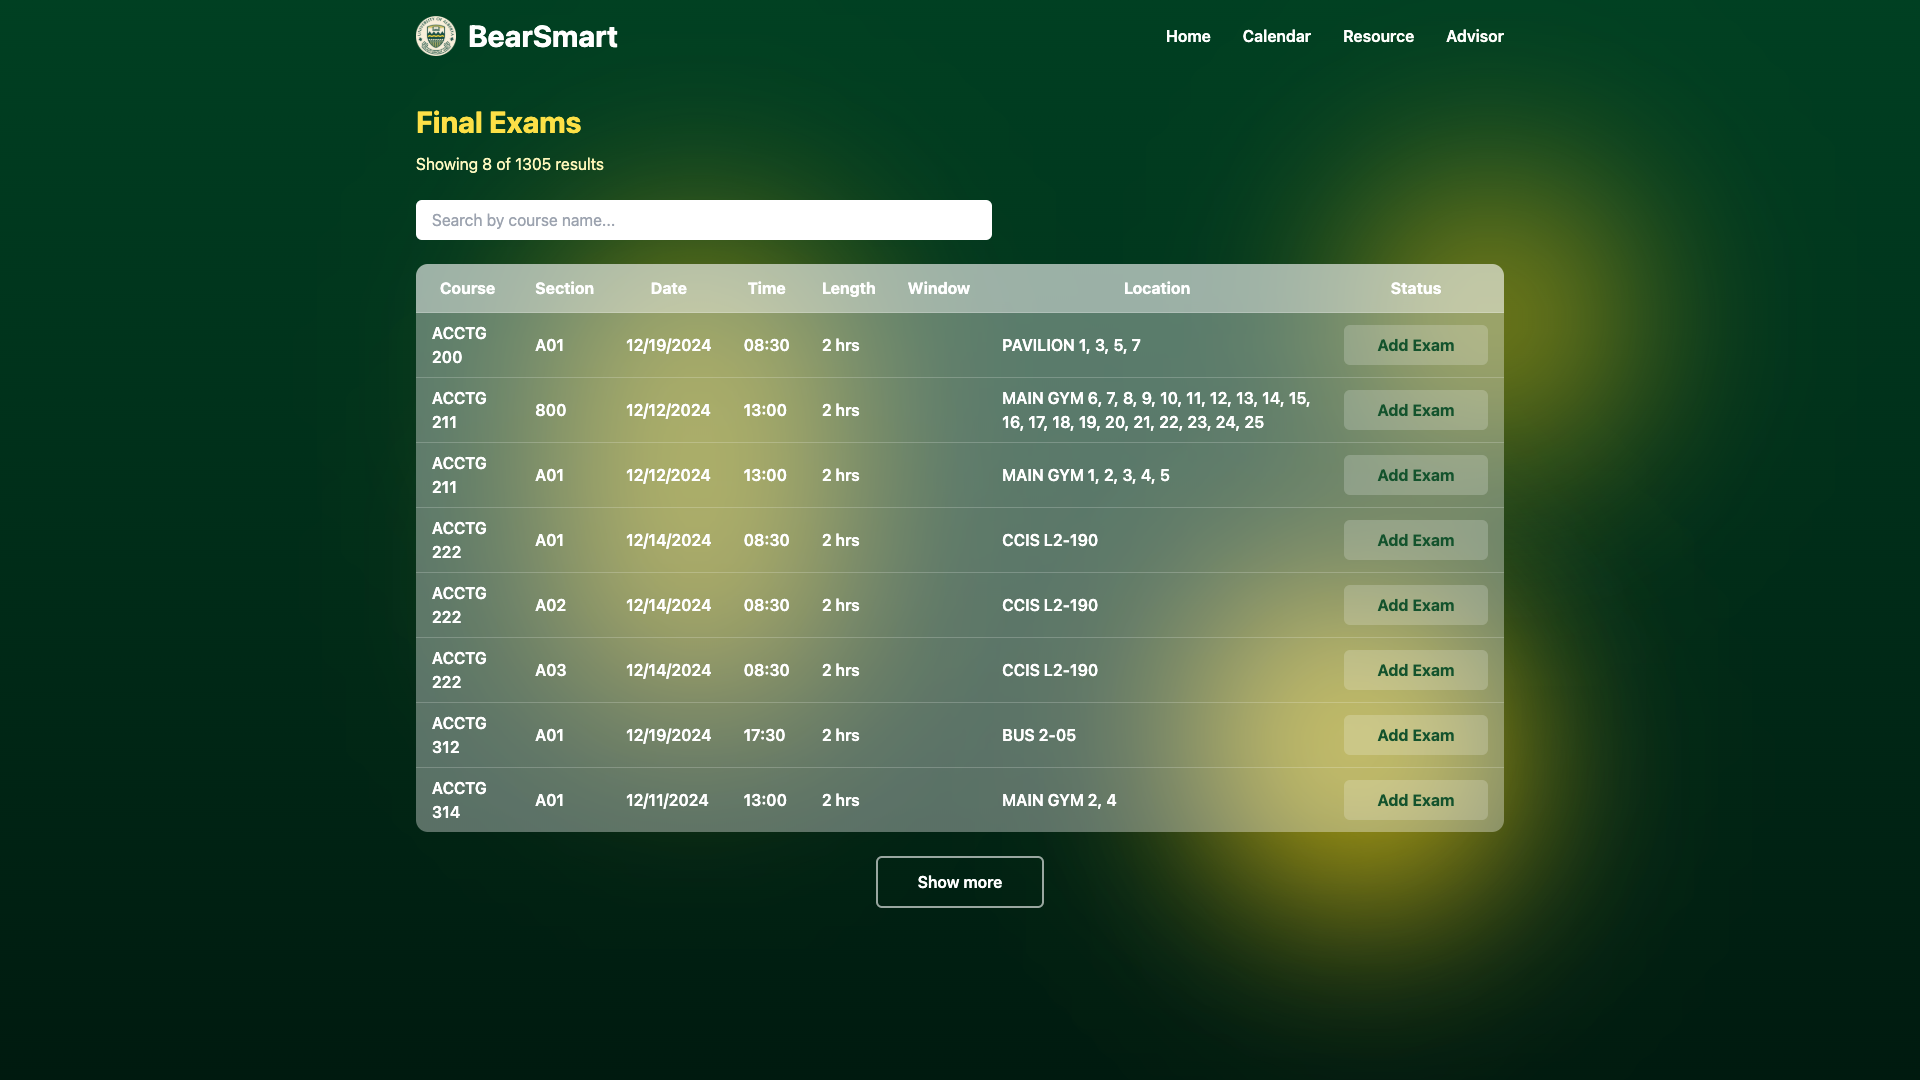 BearSmart
Home Calendar Resource Advisor
Final Exams
Showing 8 of 1305 results
Search by course name...
Course Section Date Time Length Window Location Status
ACCTG 200 A01 12/19/2024 08:30 2 hrs PAVILION 1, 3, 5, 7 Add Exam
ACCTG 211 800 12/12/2024 13:00 2 hrs MAIN GYM 6, 7, 8, 9, 10, 11, 12, 13, 14, 15, 16, 17, 18, 19, 20, 21, 22, 23, 24, 25 Add Exam
ACCTG 211 A01 12/12/2024 13:00 2 hrs MAIN GYM 1, 2, 3, 4, 5 Add Exam
ACCTG 222 A01 12/14/2024 08:30 2 hrs CCIS L2-190 Add Exam
ACCTG 222 A02 12/14/2024 08:30 2 hrs CCIS L2-190 Add Exam
ACCTG 222 A03 12/14/2024 08:30 2 hrs CCIS L2-190 Add Exam
ACCTG 312 A01 12/19/2024 17:30 2 hrs BUS 2-05 Add Exam
ACCTG 314 A01 12/11/2024 13:00 2 hrs MAIN GYM 2, 4 Add Exam
Show more